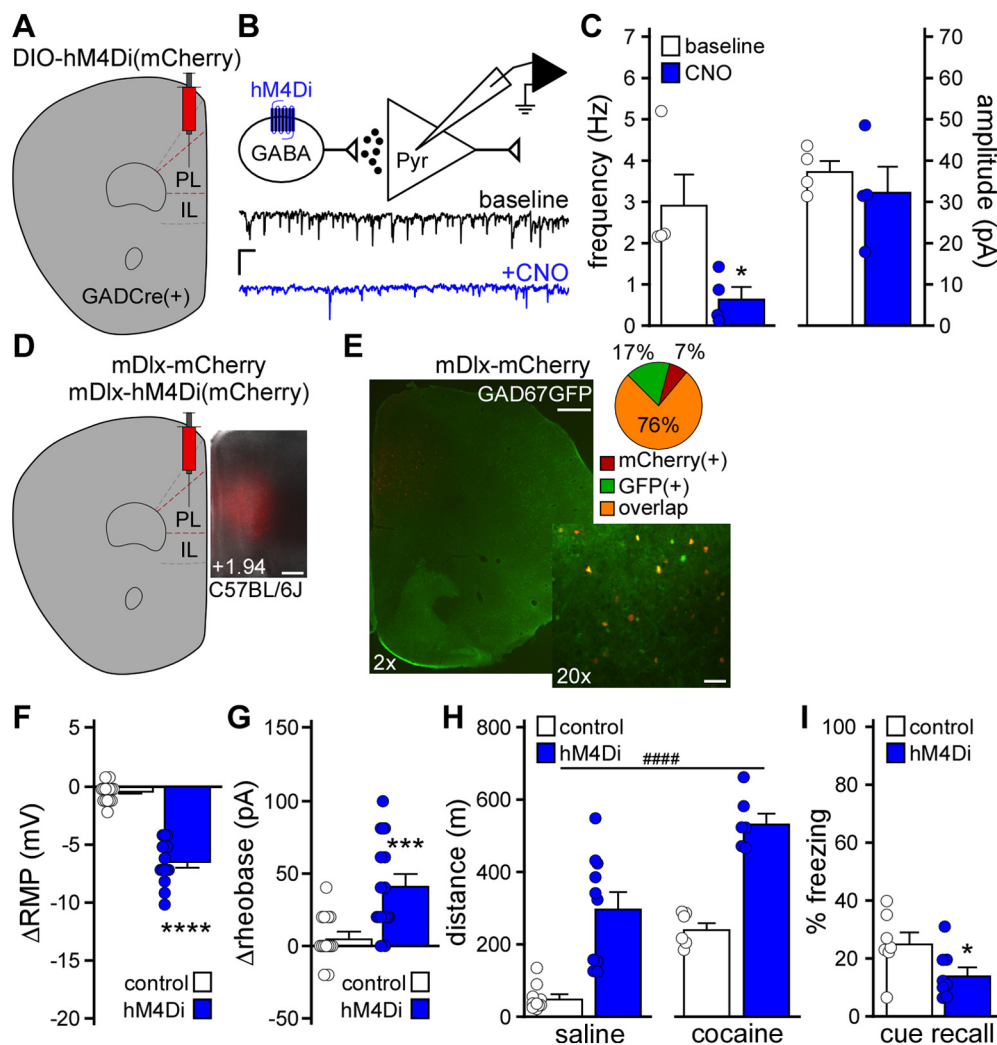 A
DIO-hM4Di(mCherry)
PL
IL
GADCre(+)
B
hM4Di
GABA
Pyr
baseline
+CNO
C
baseline
CNO
frequency (Hz)
7
6
5
4
3
2
1
0
*
amplitude (pA)
70
60
50
40
30
20
10
0
D
mDlx-mCherry
mDlx-hM4Di(mCherry)
PL
IL
+1.94
C57BL/6J
E
mDlx-mCherry
GAD67GFP
2x
20x
17%
7%
76%
mCherry(+)
GFP(+)
overlap
F
ΔRMP (mV)
5
0
-5
-10
-15
-20
****
control
hM4Di
G
Δrheobase (pA)
150
100
50
0
-50
***
control
hM4Di
H
distance (m)
800
600
400
200
0
control
hM4Di
####
saline
cocaine
I
% freezing
100
80
60
40
20
0
control
hM4Di
*
cue recall